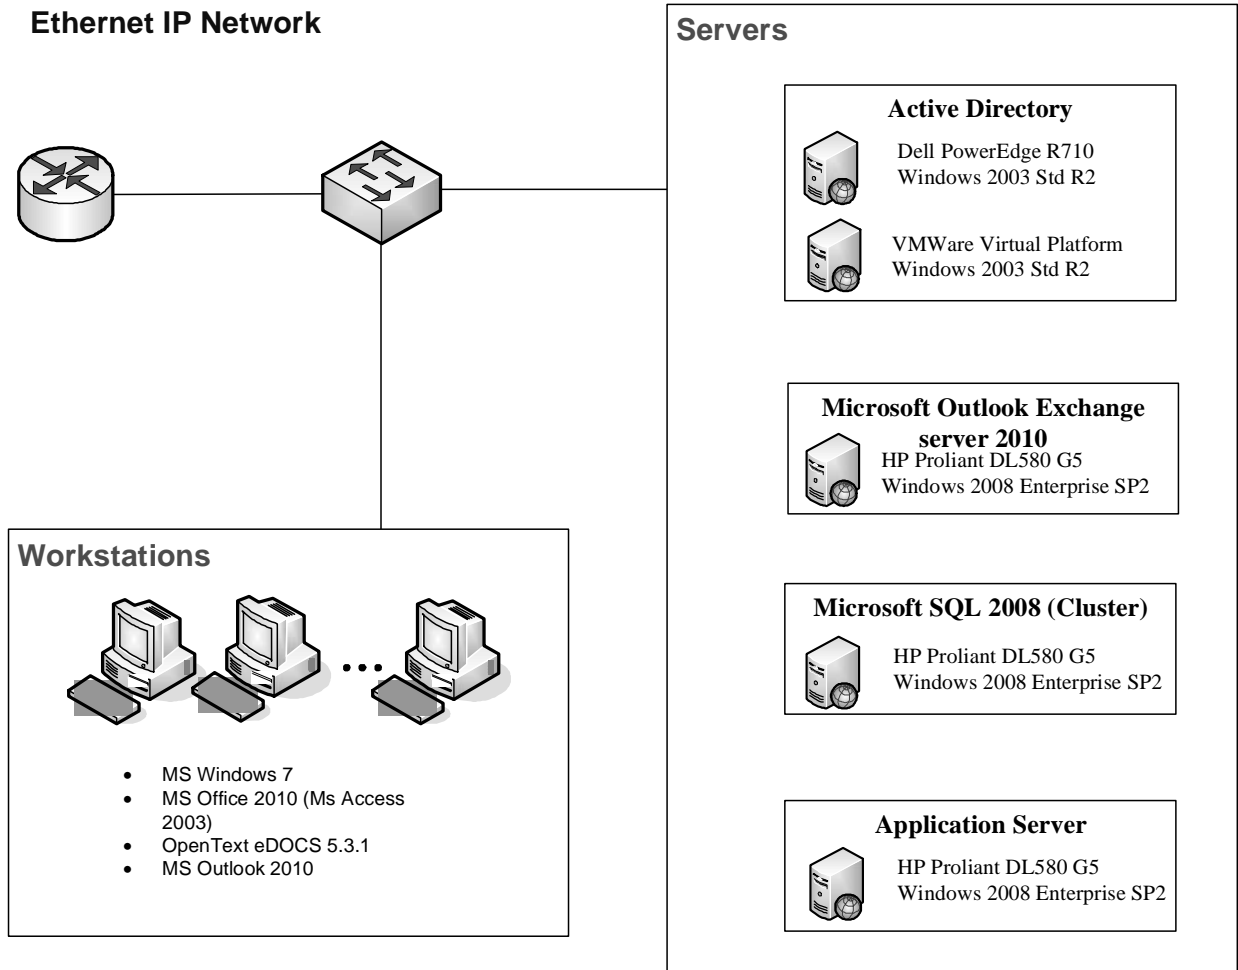 Ethernet IP Network
Servers
Active Directory
Dell PowerEdge R710
Windows 2003 Std R2
VMWare Virtual Platform
Windows 2003 Std R2
Microsoft Outlook Exchange
server 2010
HP Proliant DL580 G5
Windows 2008 Enterprise SP2
Microsoft SQL 2008 (Cluster)
HP Proliant DL580 G5
Windows 2008 Enterprise SP2
Application Server
HP Proliant DL580 G5
Windows 2008 Enterprise SP2
Workstations
• MS Windows 7
• MS Office 2010 (Ms Access
2003)
• OpenText eDOCS 5.3.1
• MS Outlook 2010